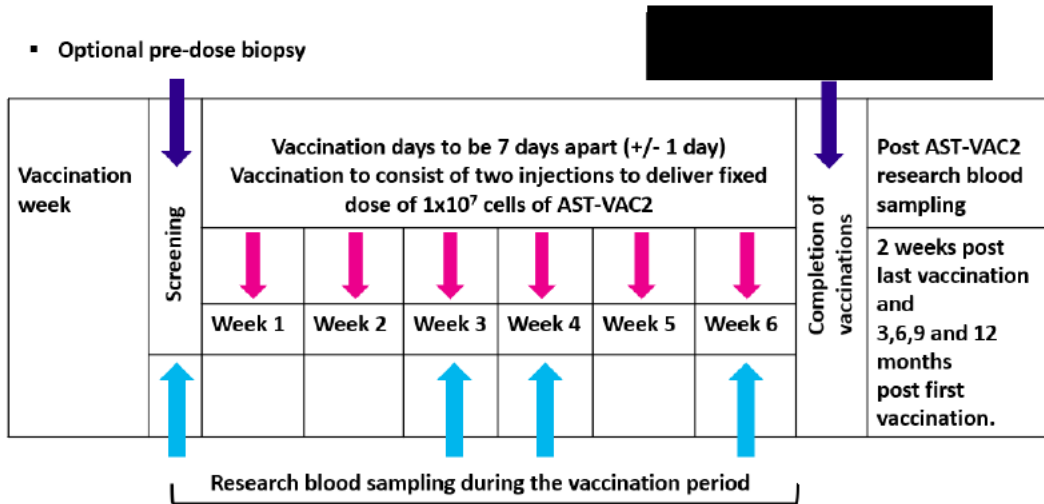 ▪ Optional pre-dose biopsy
Vaccination
week
Screening
Vaccination days to be 7 days apart (+/- 1 day)
Vaccination to consist of two injections to deliver fixed
dose of 1x10⁷ cells of AST-VAC2
Week 1
Week 2
Week 3
Week 4
Week 5
Week 6
Completion of
vaccinations
Post AST-VAC2
research blood
sampling
2 weeks post
last vaccination
and
3,6,9 and 12
months
post first
vaccination.
Research blood sampling during the vaccination period